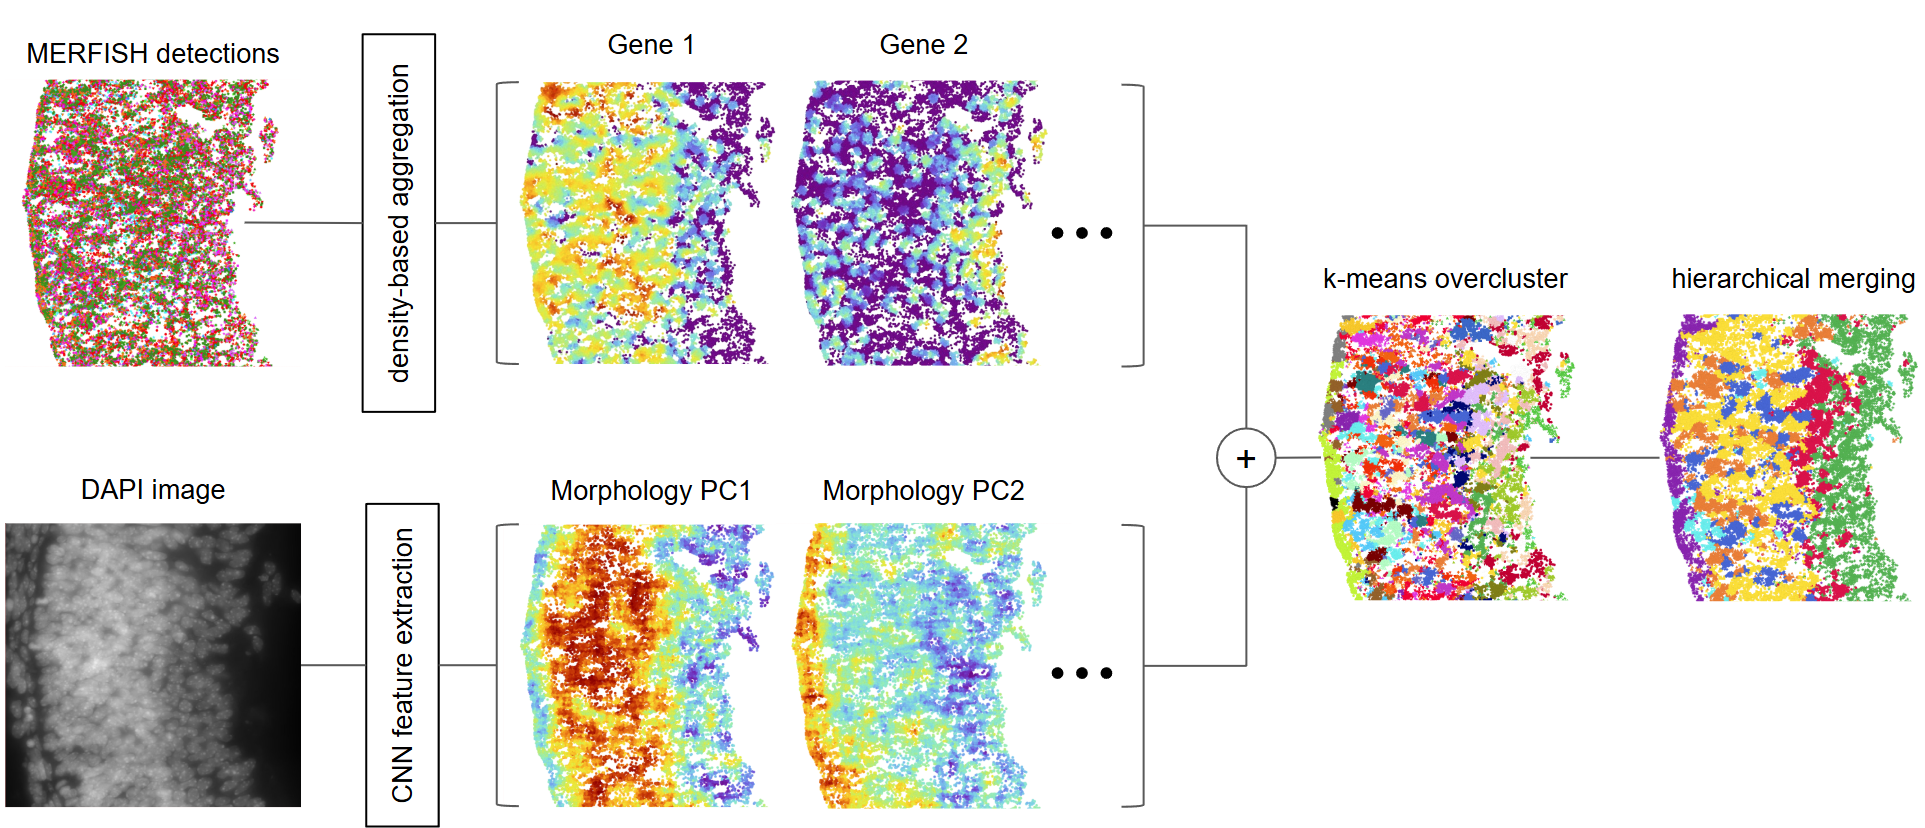 MERFISH detections
density-based aggregation
Gene 1
Gene 2
k-means overcluster
hierarchical merging
+
DAPI image
CNN feature extraction
Morphology PC1
Morphology PC2